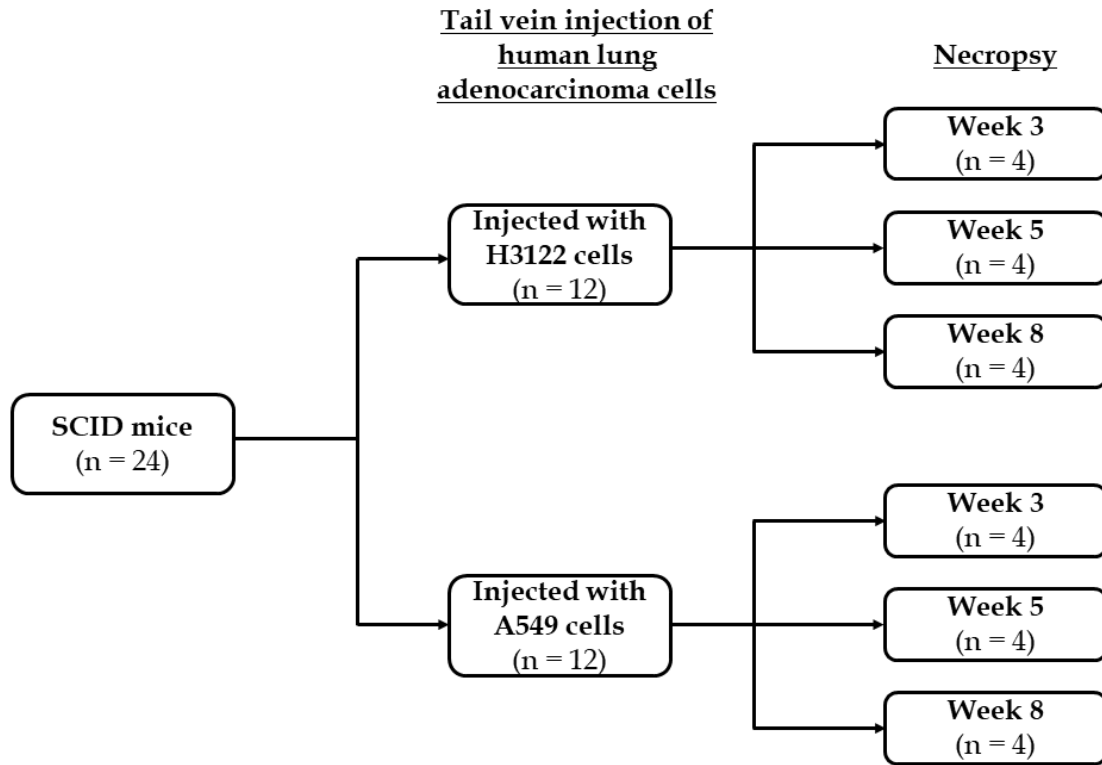 Tail vein injection of
human lung
adenocarcinoma cells
Necropsy
Week 3
(n = 4)
Injected with
H3122 cells
(n = 12)
Week 5
(n = 4)
Week 8
(n = 4)
SCID mice
(n = 24)
Week 3
(n = 4)
Injected with
A549 cells
(n = 12)
Week 5
(n = 4)
Week 8
(n = 4)